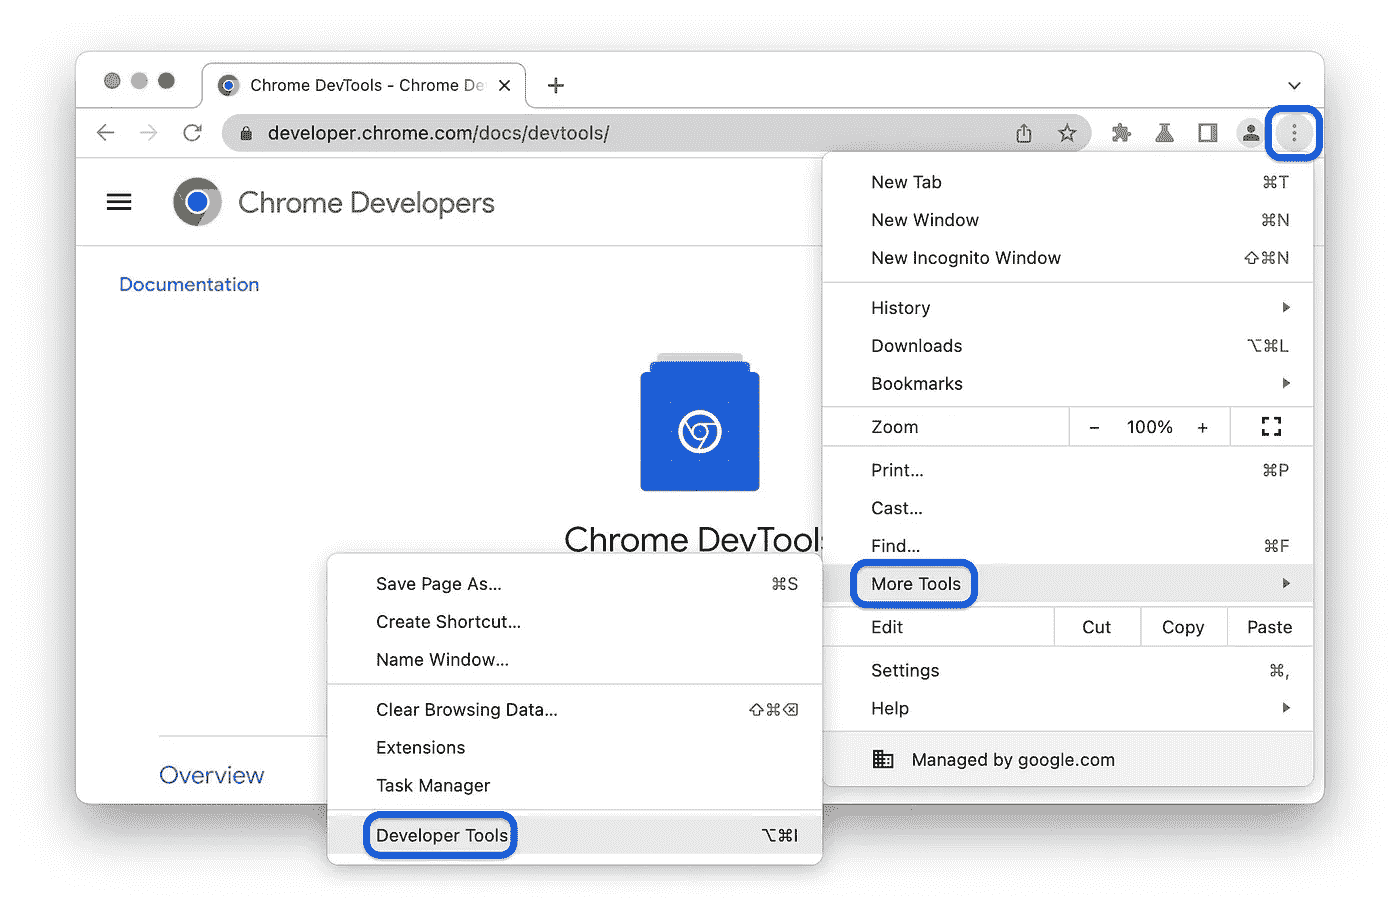 Chrome DevTools - Chrome De
developer.chrome.com/docs/devtools/
Chrome Developers
Documentation
Chrome DevTools
Overview
New Tab ⌘T
New Window ⌘N
New Incognito Window ⇧⌘N
History
Downloads ⌥⌘L
Bookmarks
Zoom - 100% +
Print... ⌘P
Cast...
Find... ⌘F
More Tools
Edit Cut Copy Paste
Settings ⌘,
Help
Managed by google.com
Save Page As... ⌘S
Create Shortcut...
Name Window...
Clear Browsing Data... ⇧⌘⌫
Extensions
Task Manager
Developer Tools ⌥⌘I